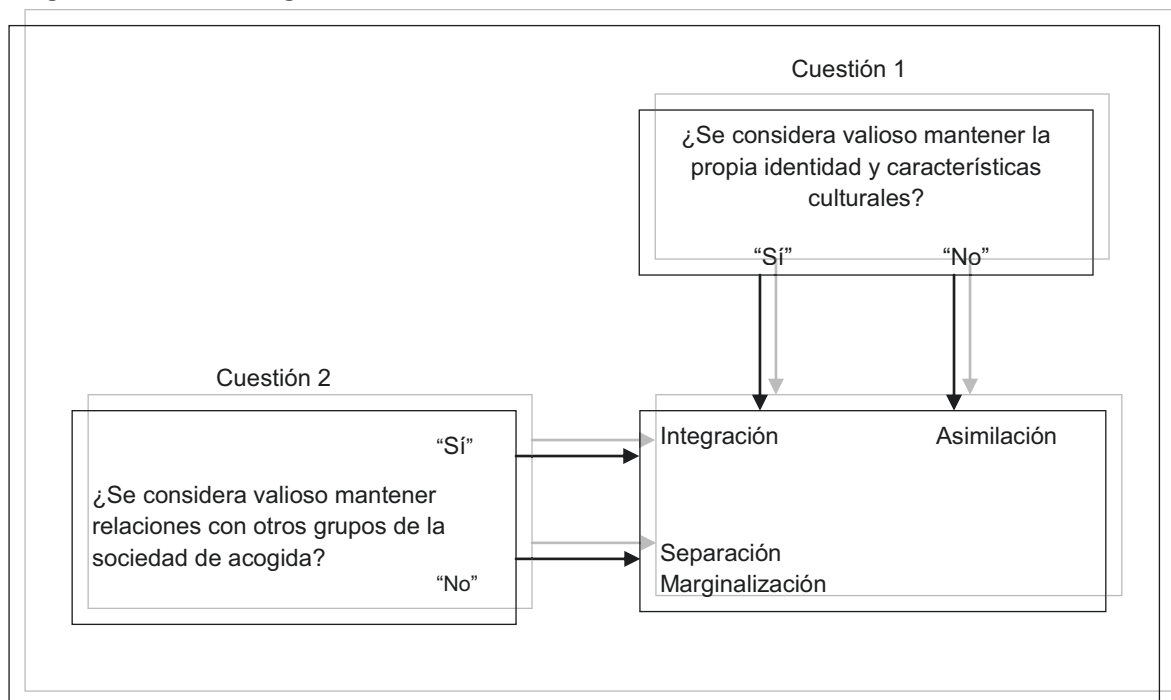 Cuestión 1
¿Se considera valioso mantener la
propia identidad y características
culturales?
“Sí” “No”
Cuestión 2
“Sí”
¿Se considera valioso mantener
relaciones con otros grupos de la
sociedad de acogida?
“No”
Integración Asimilación
Separación
Marginalización